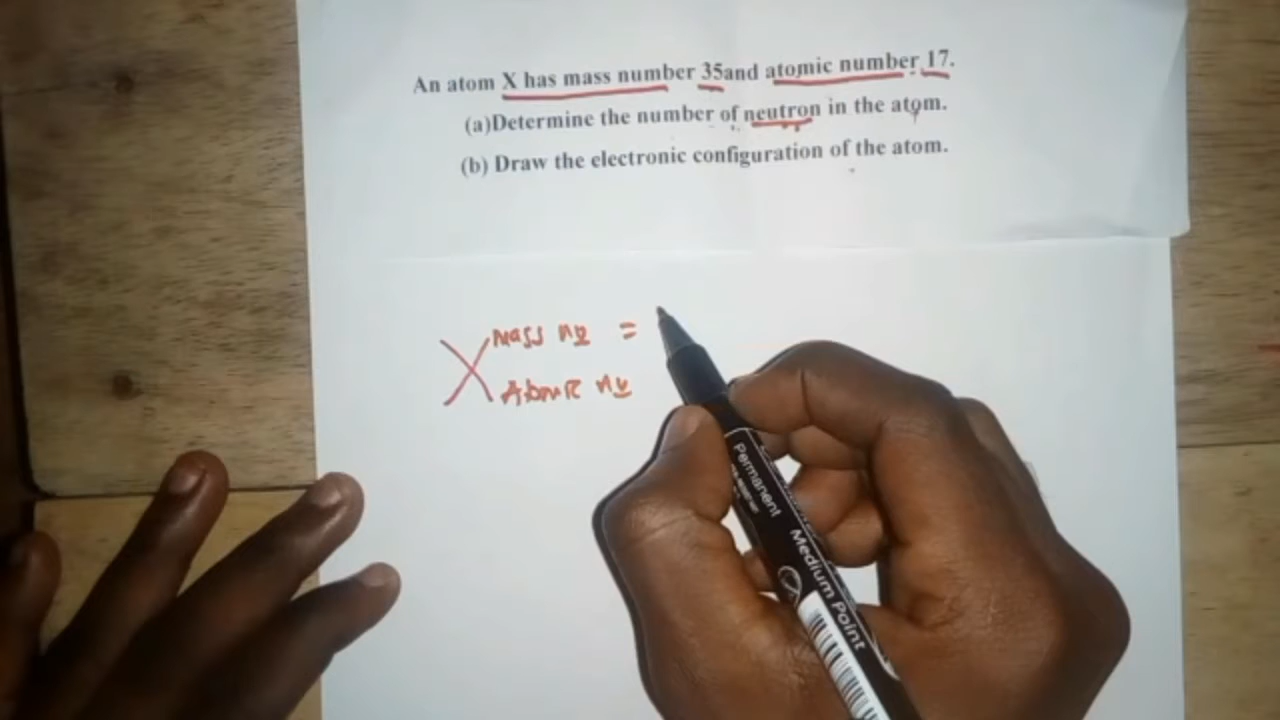 An atom X has mass number 35and atomic number 17.
(a)Determine the number of neutron in the atom.
(b) Draw the electronic configuration of the atom.
X Mass no =
Atomic no
Permanent
Medium Point